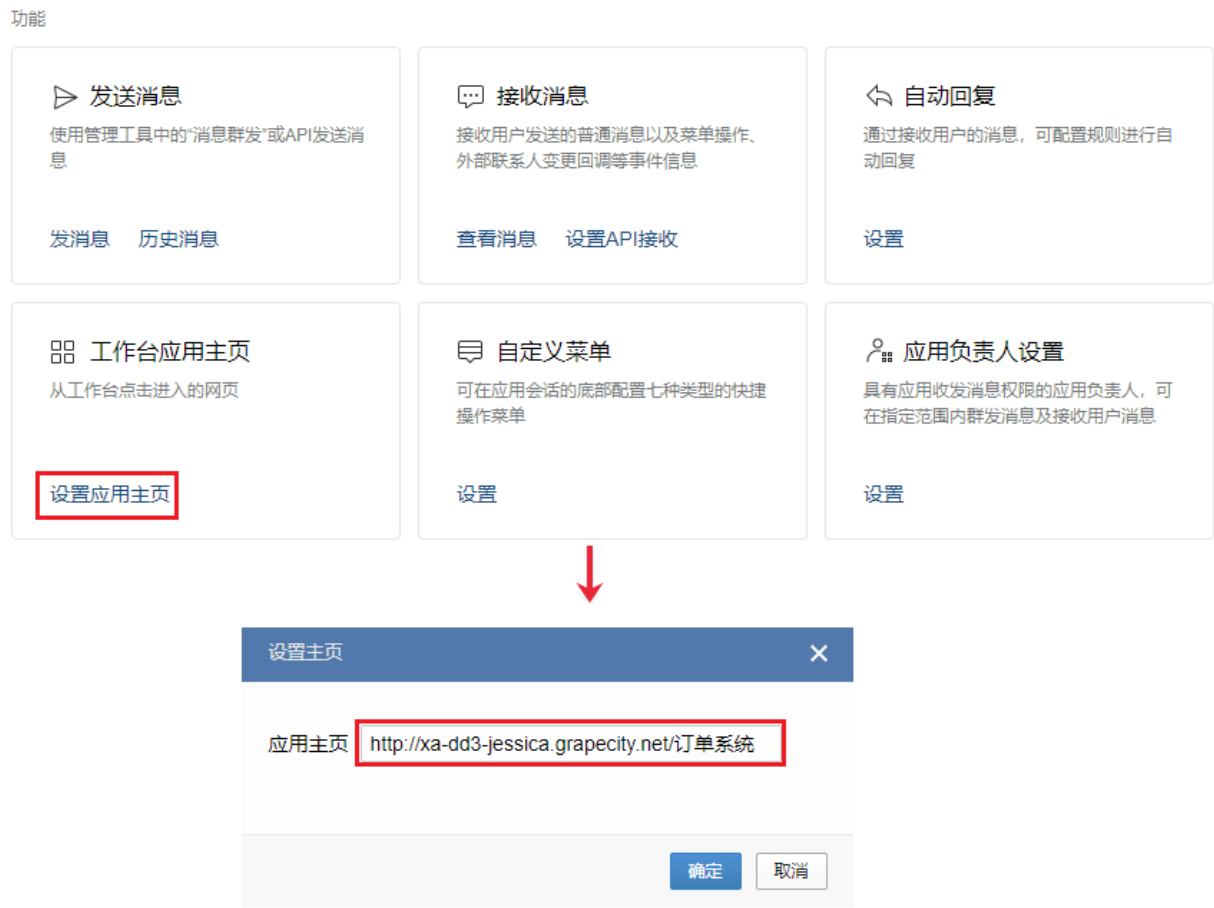 功能
发送消息
使用管理工具中的“消息群发”或API发送消
息
发消息 历史消息
接收消息
接收用户发送的普通消息以及菜单操作、
外部联系人变更回调等事件信息
查看消息 设置API接收
自动回复
通过接收用户的消息，可配置规则进行自
动回复
设置
工作台应用主页
从工作台点击进入的网页
设置应用主页
自定义菜单
可在应用会话的底部配置七种类型的快捷
操作菜单
设置
应用负责人设置
具有应用收发消息权限的应用负责人，可
在指定范围内群发消息及接收用户消息
设置
设置主页
应用主页 http://xa-dd3-jessica.grapecity.net/订单系统
确定 取消